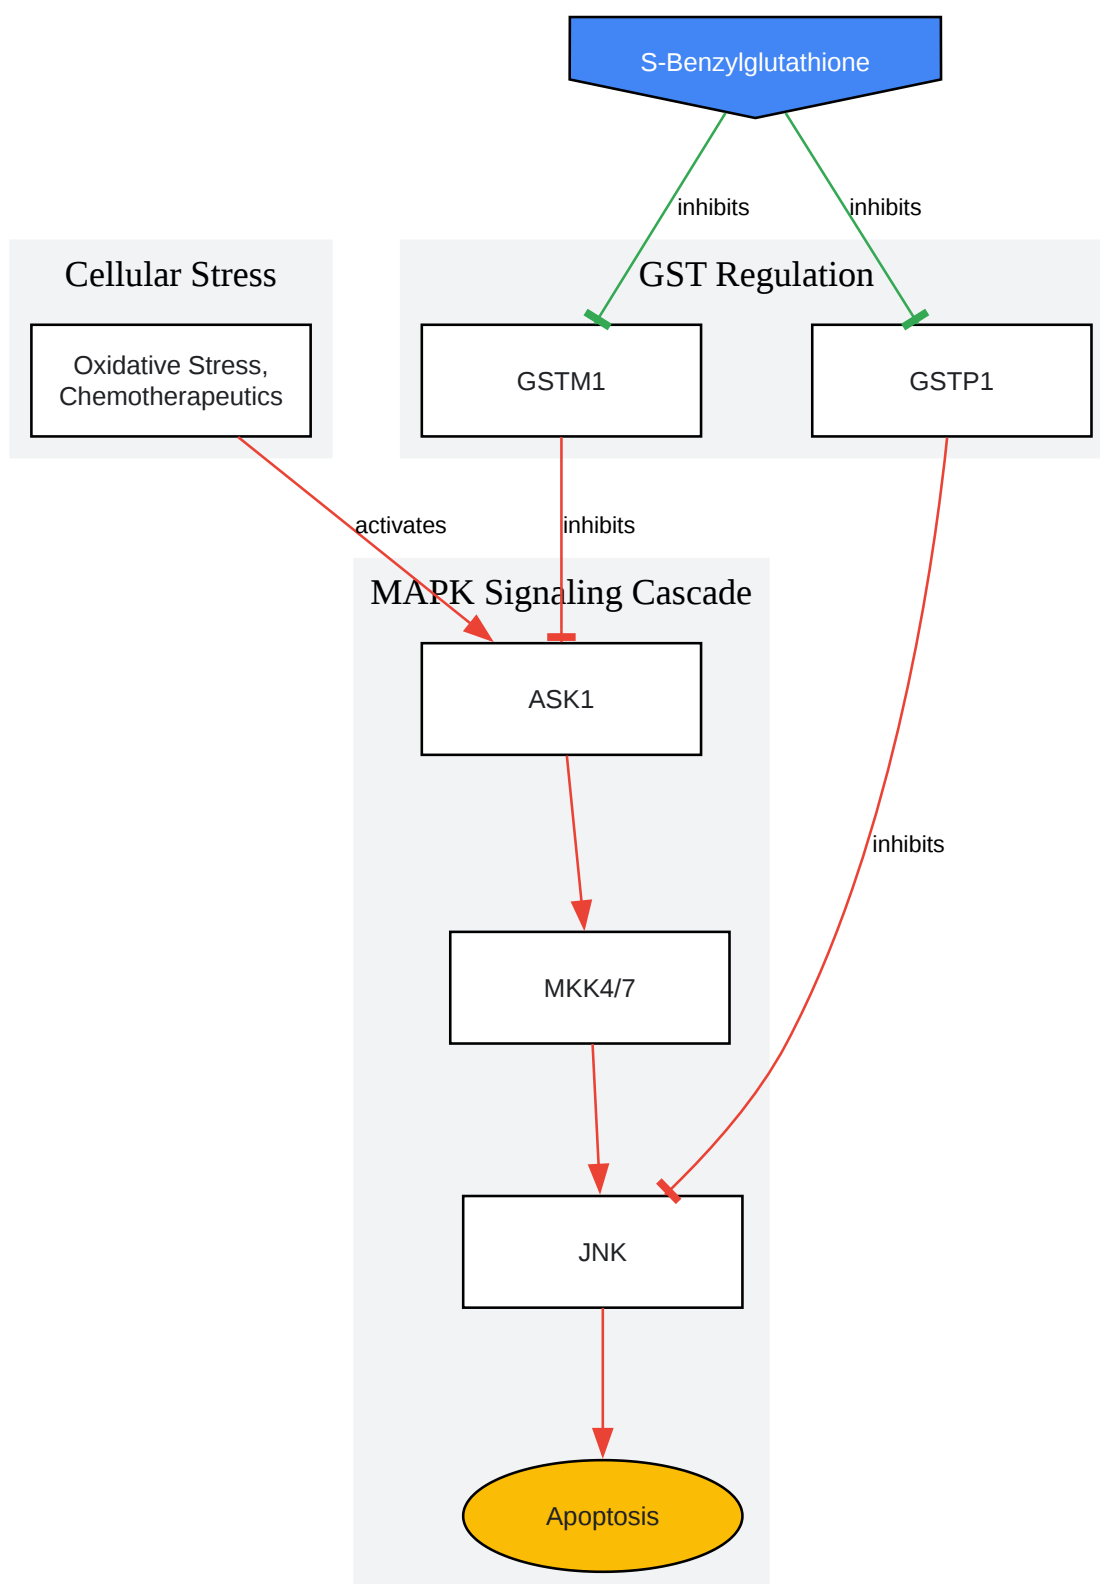 S-Benzylglutathione
inhibits
inhibits
Cellular Stress
GST Regulation
Oxidative Stress,
Chemotherapeutics
GSTM1
GSTP1
activates
inhibits
MAPK Signaling Cascade
ASK1
inhibits
MKK4/7
JNK
Apoptosis